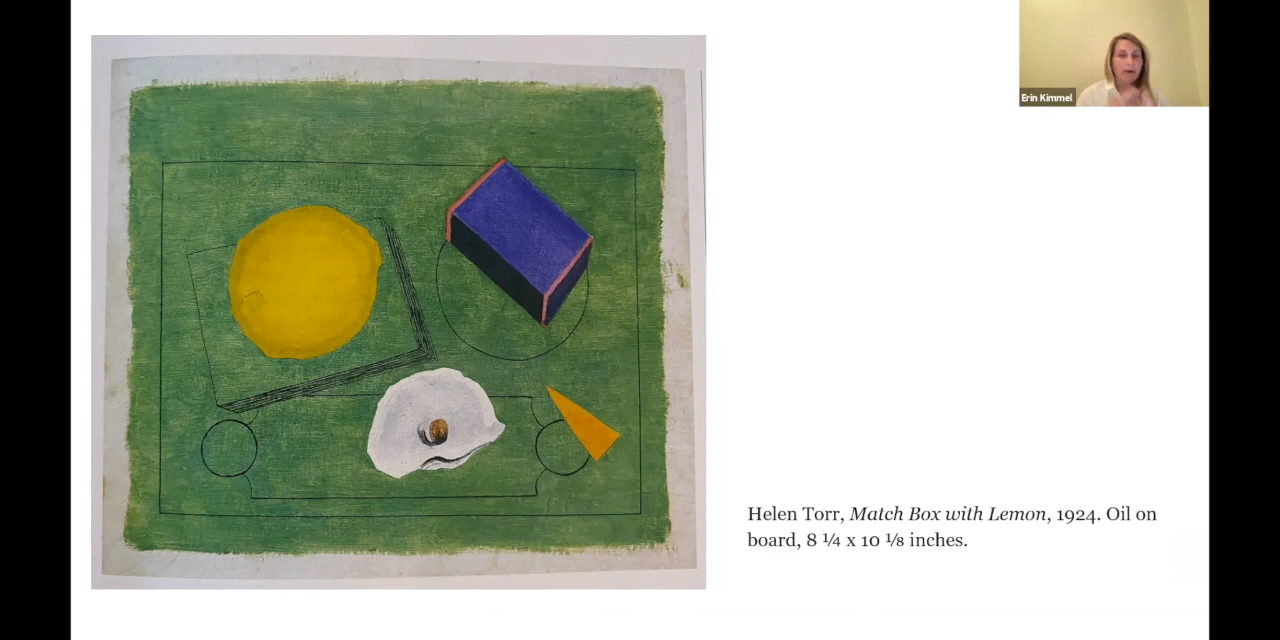 Erin Kimmel
Helen Torr, Match Box with Lemon, 1924. Oil on
board, 8 ¼ x 10 ⅛ inches.